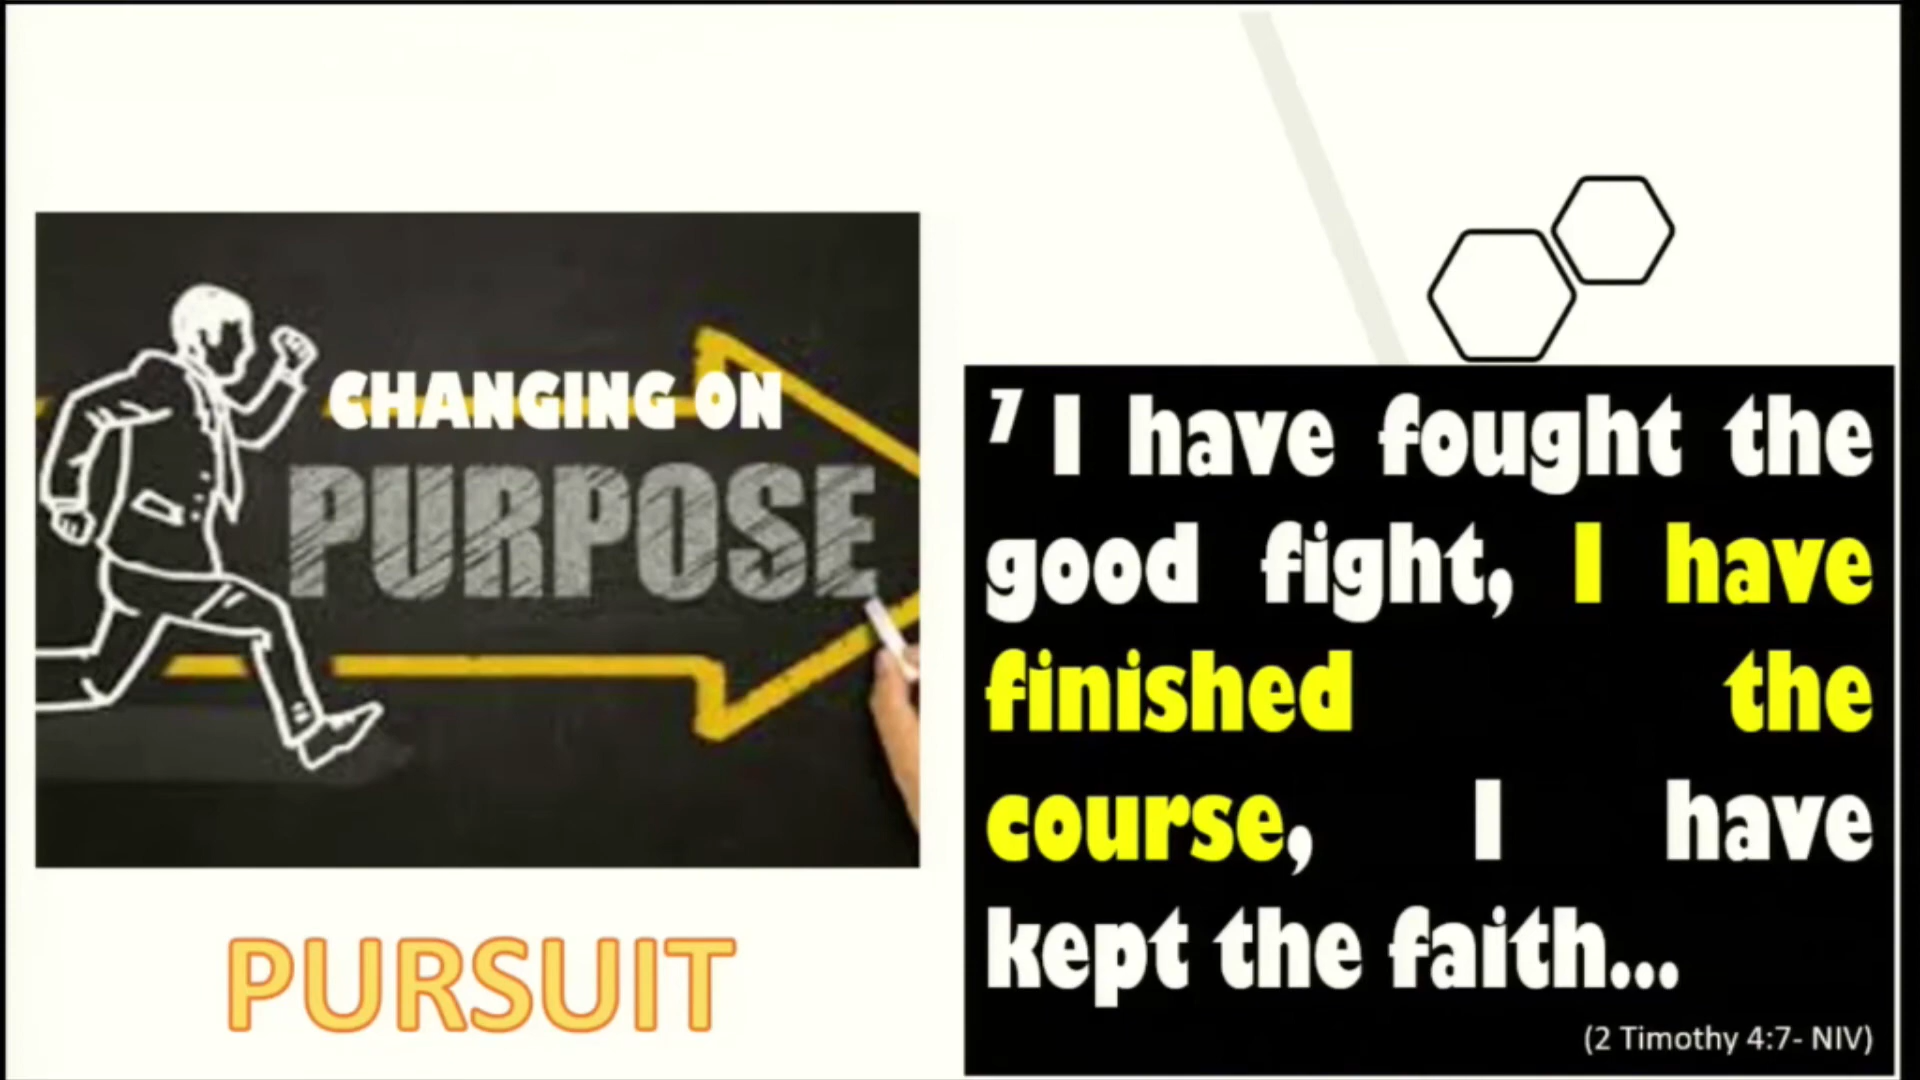 CHANGING ON
PURPOSE
PURSUIT
7 I have fought the
good fight, I have
finished the
course, I have
kept the faith...
(2 Timothy 4:7- NIV)